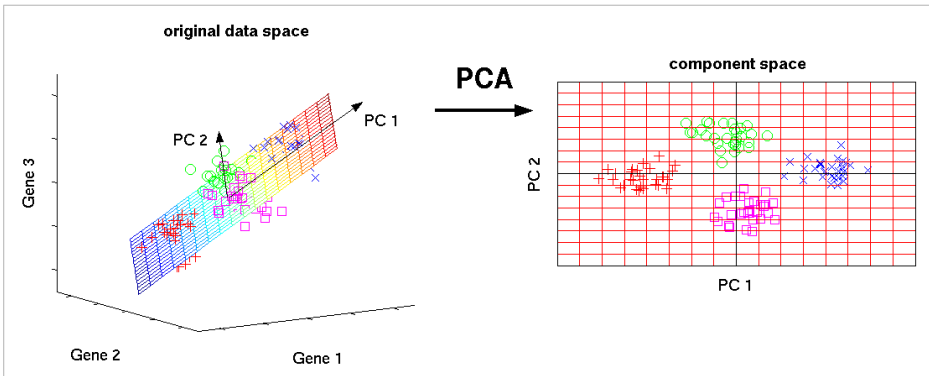 original data space
PCA
component space
PC 1
PC 2
Gene 3
PC 2
Gene 2
Gene 1
PC 1